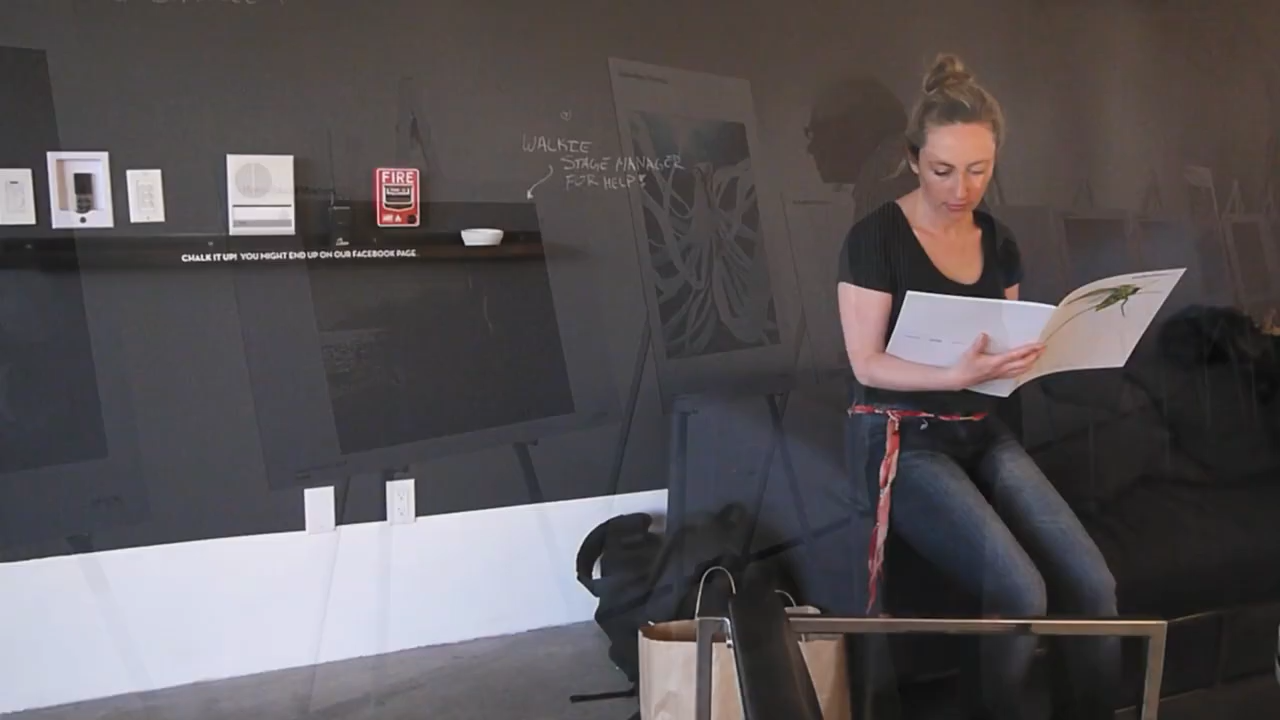 WALKIE
STAGE MANAGER
FOR HELP!
FIRE
CHALK IT UP! YOU MIGHT END UP ON OUR FACEBOOK PAGE.